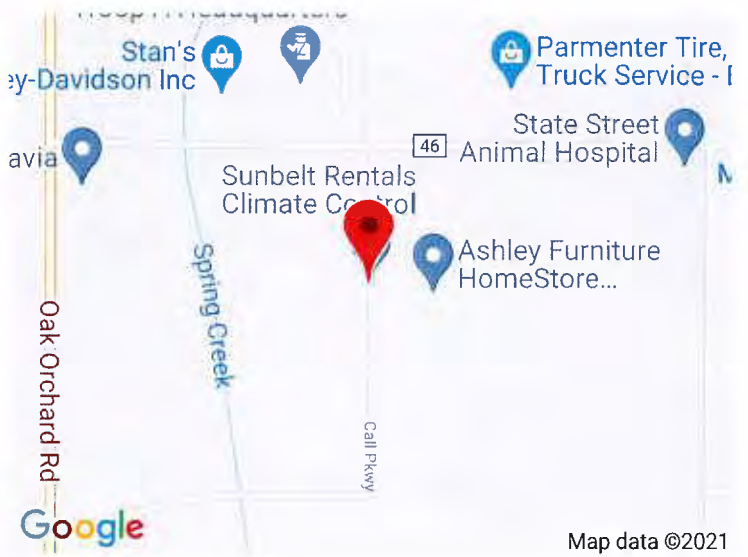 Stan's
ey-Davidson Inc
Parmenter Tire,
Truck Service -
State Street
Animal Hospital
46
avia
Sunbelt Rentals
Climate Control
Ashley Furniture
HomeStore...
Spring Creek
Oak Orchard Rd
Call Pkwy
Google
Map data ©2021